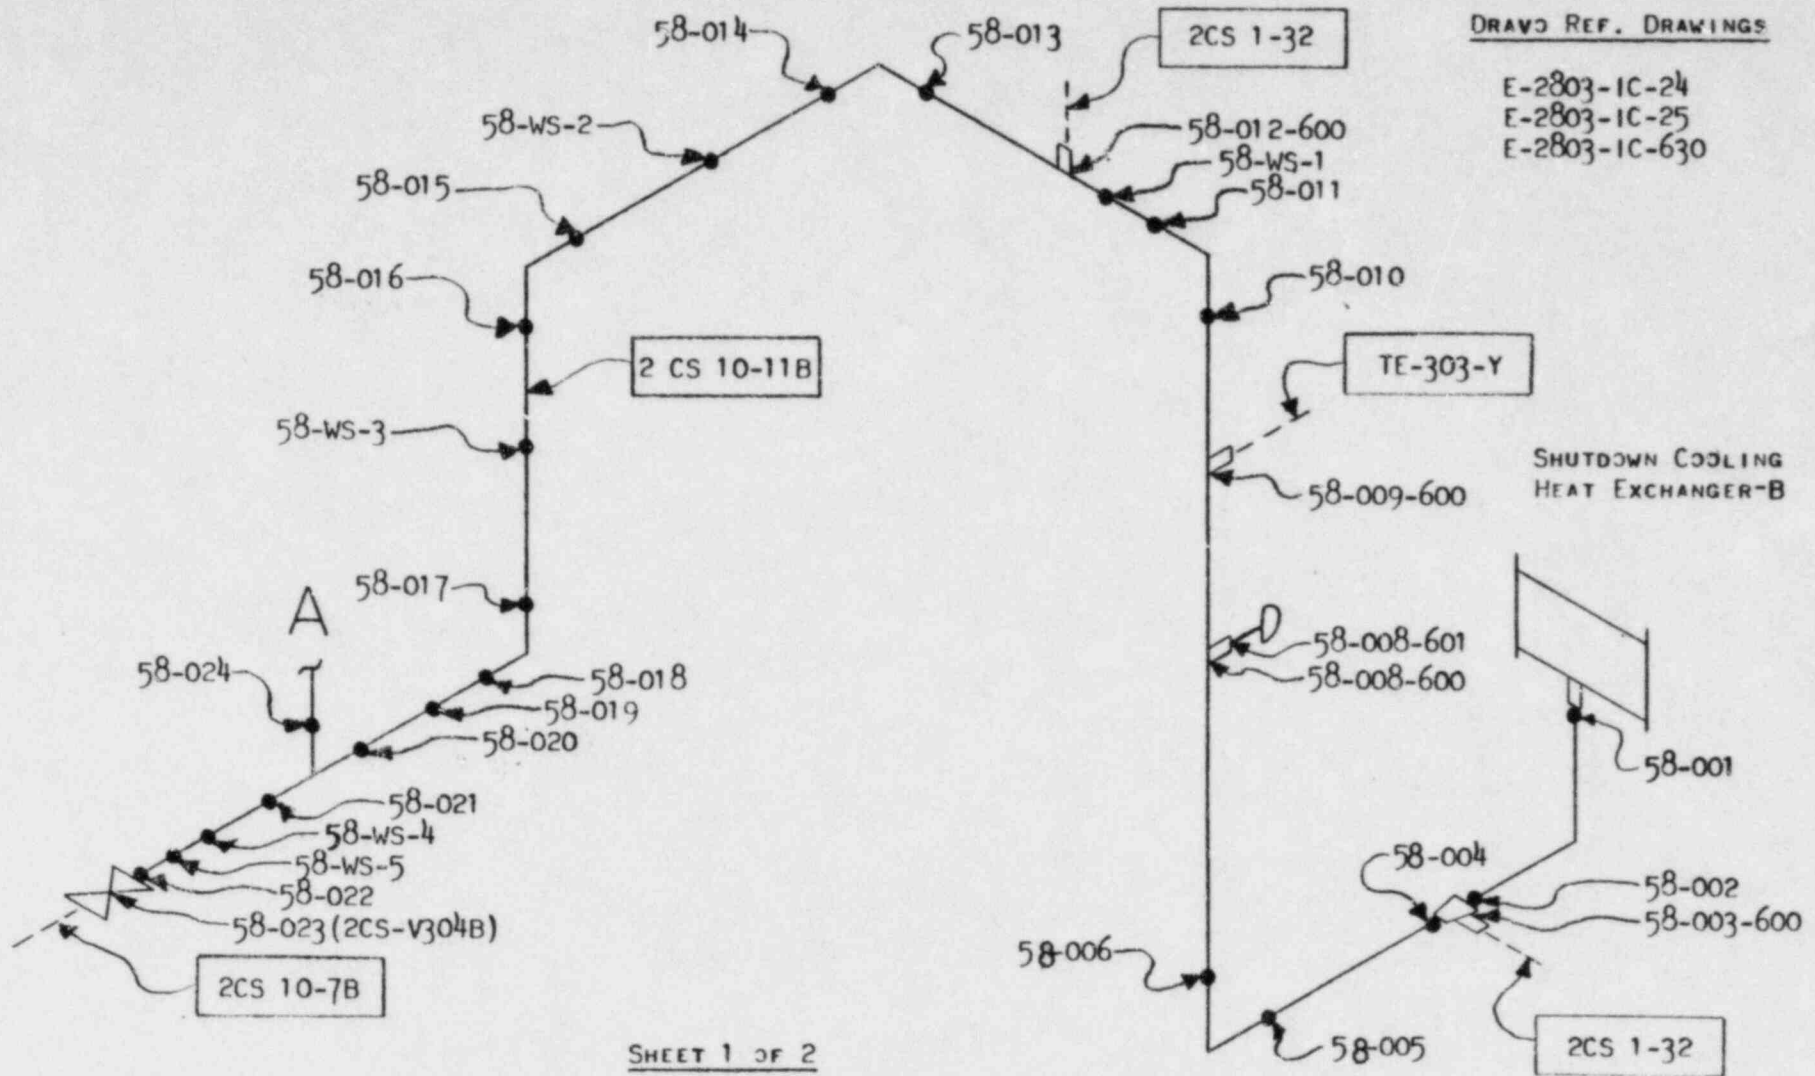 DRAVO REF. DRAWINGS
E-2803-IC-24
E-2803-IC-25
E-2803-IC-630
58-014
58-013
2CS 1-32
58-WS-2
58-012-600
58-WS-1
58-015
58-011
58-016
58-010
2 CS 10-11B
TE-303-Y
58-WS-3
SHUTDOWN COOLING
HEAT EXCHANGER-B
58-009-600
58-017
A
58-008-601
58-024
58-018
58-008-600
58-019
58-020
58-001
58-021
58-WS-4
58-004
58-WS-5
58-002
58-022
58-003-600
58-023(2CS-V304B)
58-006
2CS 10-7B
58-005
2CS 1-32
SHEET 1 OF 2